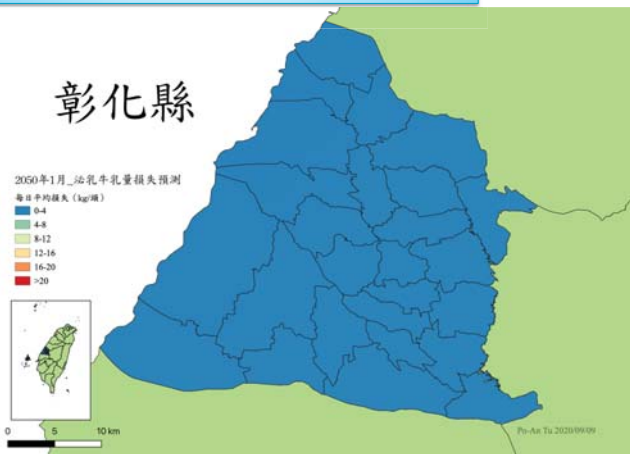 彰化縣
2050年1月_泌乳牛乳量損失預測
每日平均損失（kg/頭）
0-4
4-8
8-12
12-16
16-20
>20
0 5 10 km
Po-An Tu 2020/09/09